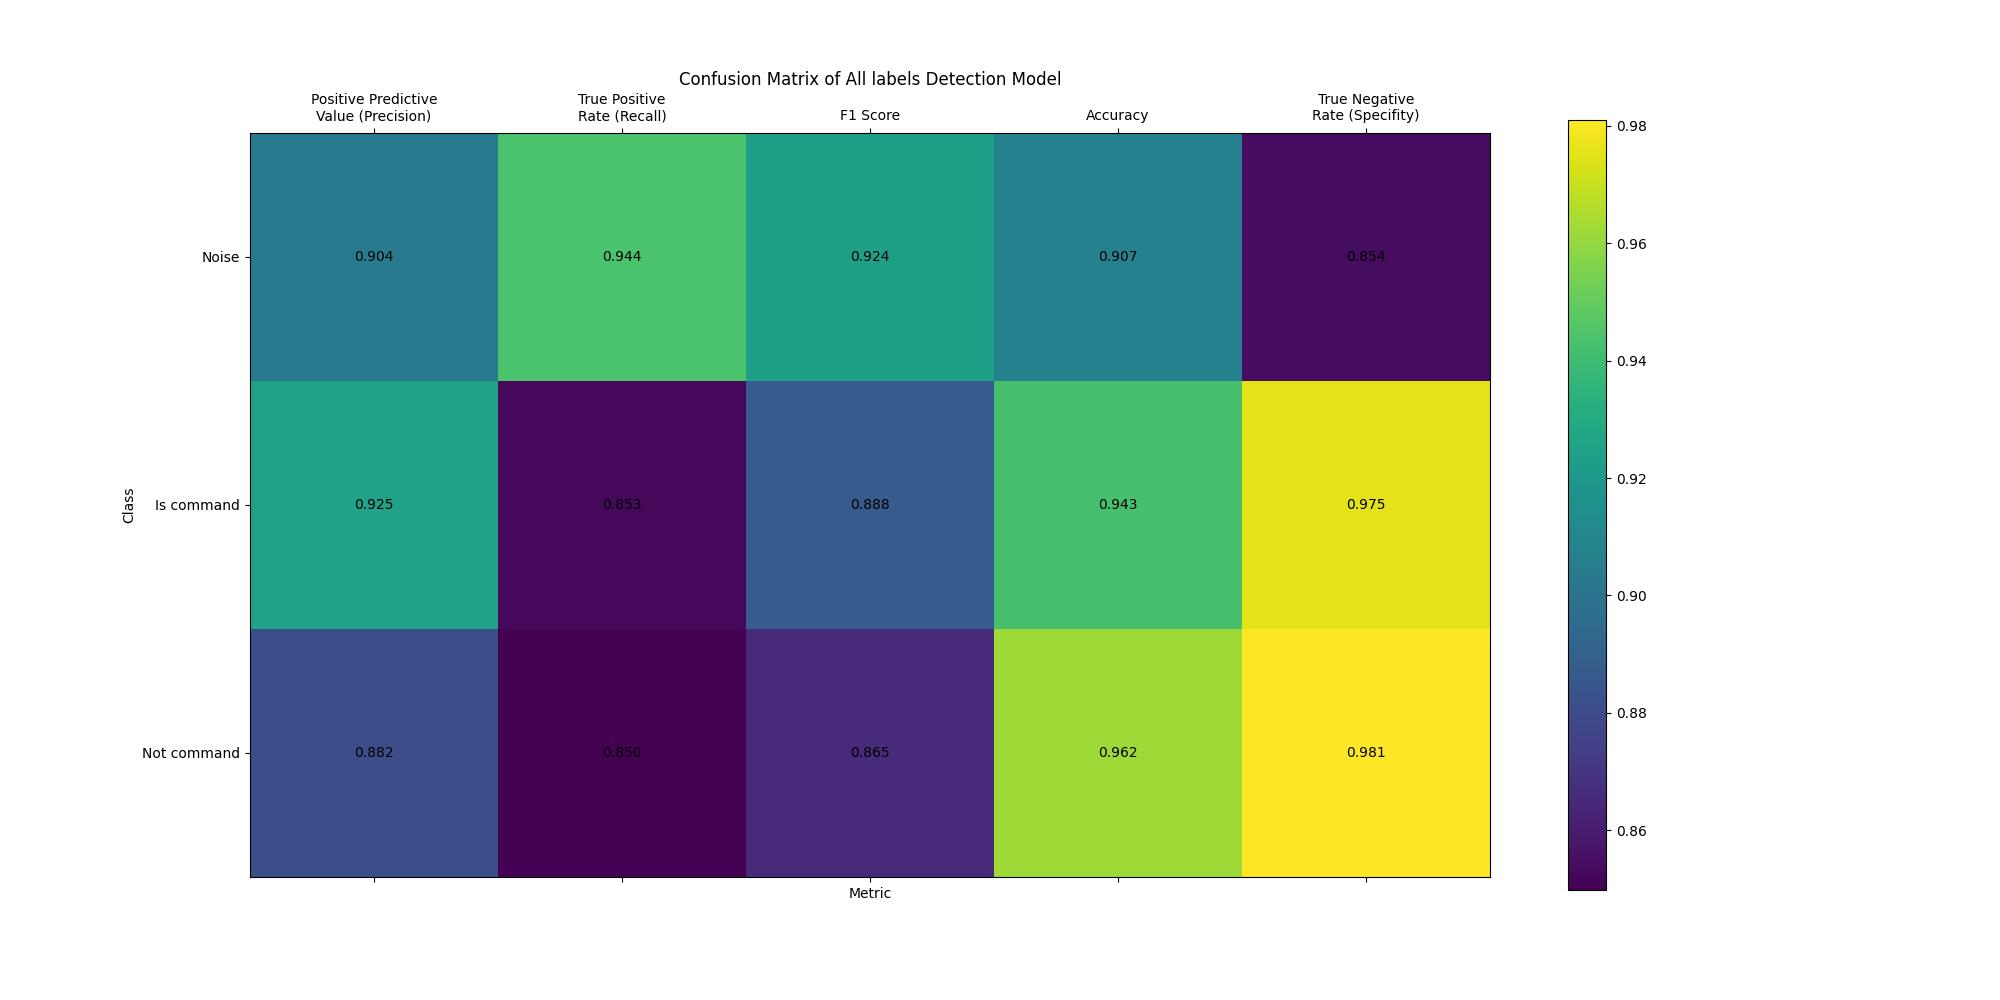 Confusion Matrix of All labels Detection Model
Positive Predictive
Value (Precision)
True Positive
Rate (Recall)
F1 Score
Accuracy
True Negative
Rate (Specifity)
Noise
0.904
0.944
0.924
0.907
0.854
Is command
0.925
0.853
0.888
0.943
0.975
Not command
0.882
0.850
0.865
0.962
0.981
Class
Metric
0.98
0.96
0.94
0.92
0.90
0.88
0.86